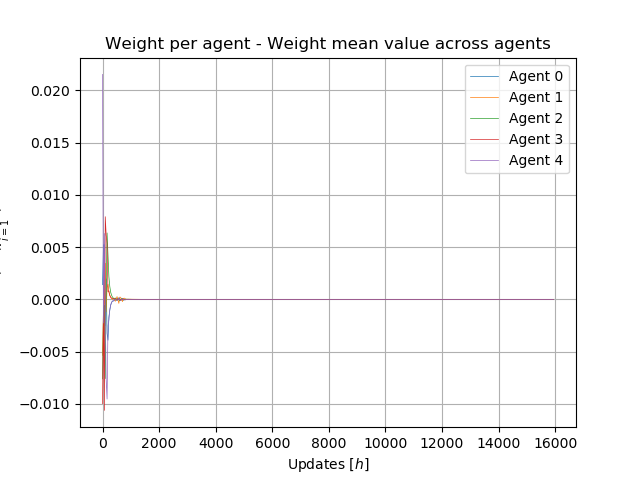 Weight per agent - Weight mean value across agents
Agent 0
Agent 1
Agent 2
Agent 3
Agent 4
0.020
0.015
0.010
0.005
0.000
−0.005
−0.010
0 2000 4000 6000 8000 10000 12000 14000 16000
Updates [h]